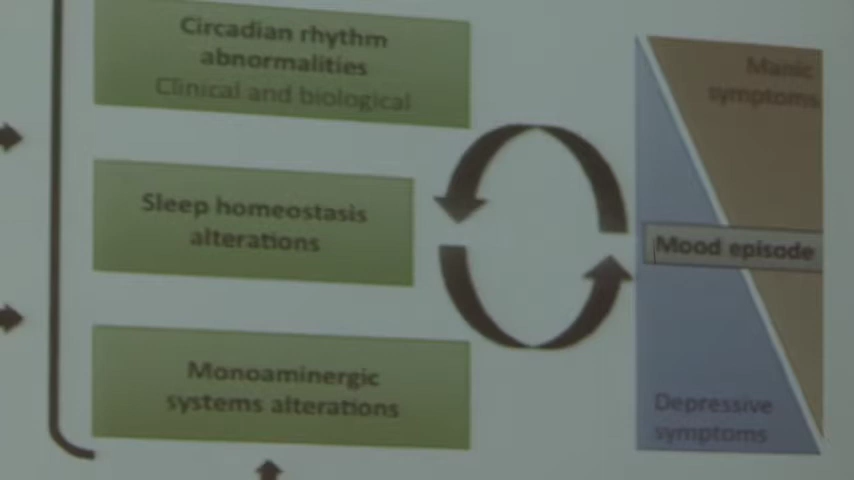 Circadian rhythm
abnormalities
Clinical and biological
Sleep homeostasis
alterations
Monoaminergic
systems alterations
Manic
symptoms
Mood episode
Depressive
symptoms